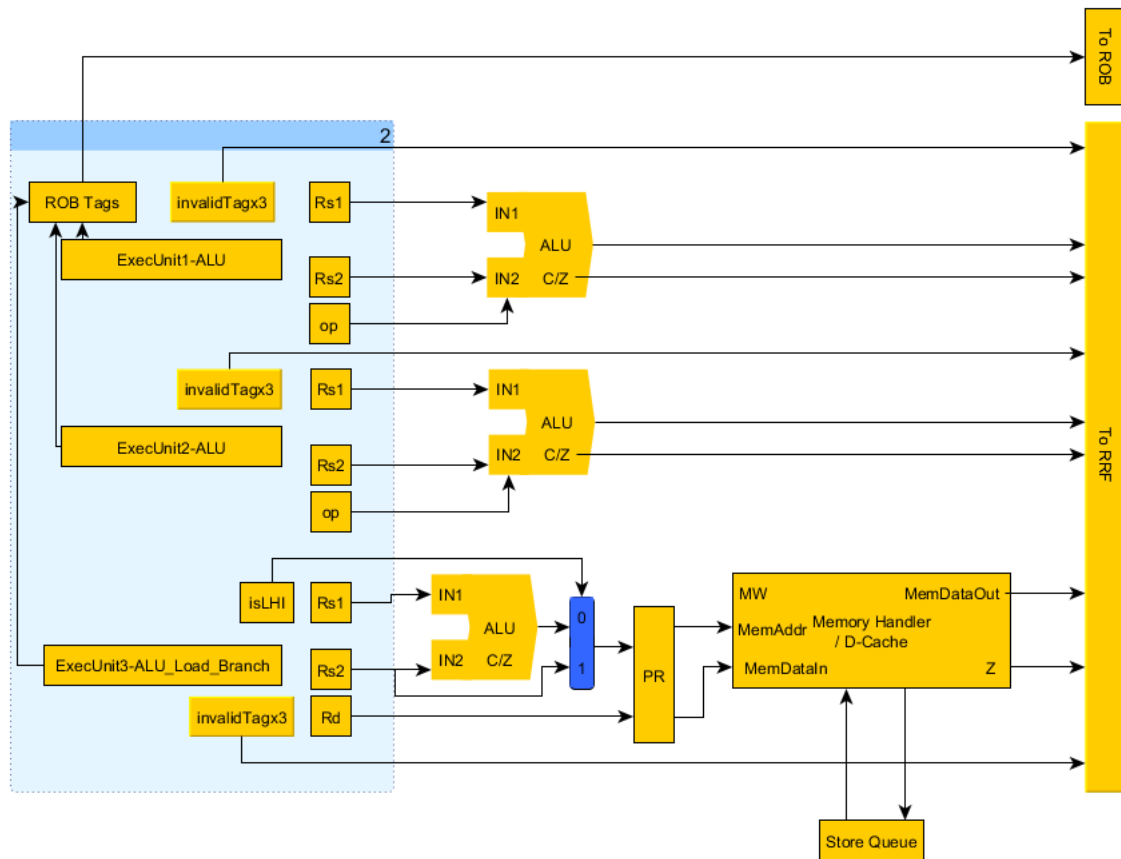 To ROB
2
ROB Tags
invalidTagx3
Rs1
IN1
ExecUnit1-ALU
ALU
Rs2
IN2
C/Z
op
invalidTagx3
Rs1
IN1
ALU
ExecUnit2-ALU
Rs2
IN2
C/Z
op
To RRF
isLHI
Rs1
IN1
0
MW
MemDataOut
ALU
MemAddr
Memory Handler
/ D-Cache
ExecUnit3-ALU_Load_Branch
Rs2
IN2
C/Z
1
PR
MemDataIn
Z
invalidTagx3
Rd
Store Queue